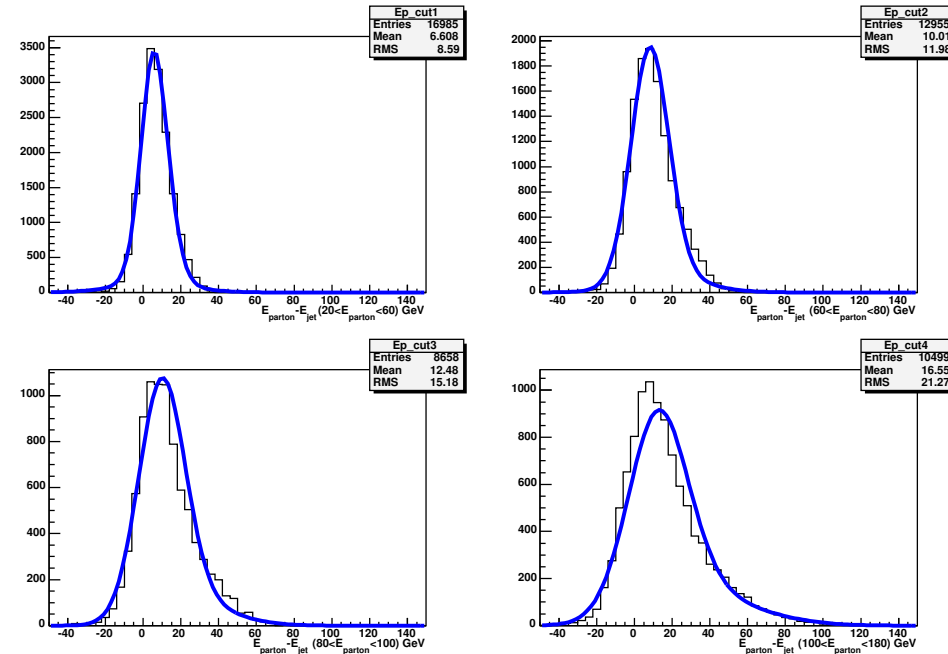 Ep_cut1
Entries 16985
Mean 6.608
RMS 8.59
3500
3000
2500
2000
1500
1000
500
0
-40 -20 0 20 40 60 80 100 120 140
E_parton-E_jet (20<E_parton<60) GeV
Ep_cut2
Entries 12955
Mean 10.01
RMS 11.98
2000
1800
1600
1400
1200
1000
800
600
400
200
0
-40 -20 0 20 40 60 80 100 120 140
E_parton-E_jet (60<E_parton<80) GeV
Ep_cut3
Entries 8658
Mean 12.48
RMS 15.18
1000
800
600
400
200
0
-40 -20 0 20 40 60 80 100 120 140
E_parton-E_jet (80<E_parton<100) GeV
Ep_cut4
Entries 10499
Mean 16.55
RMS 21.27
1000
800
600
400
200
0
-40 -20 0 20 40 60 80 100 120 140
E_parton-E_jet (100<E_parton<180) GeV